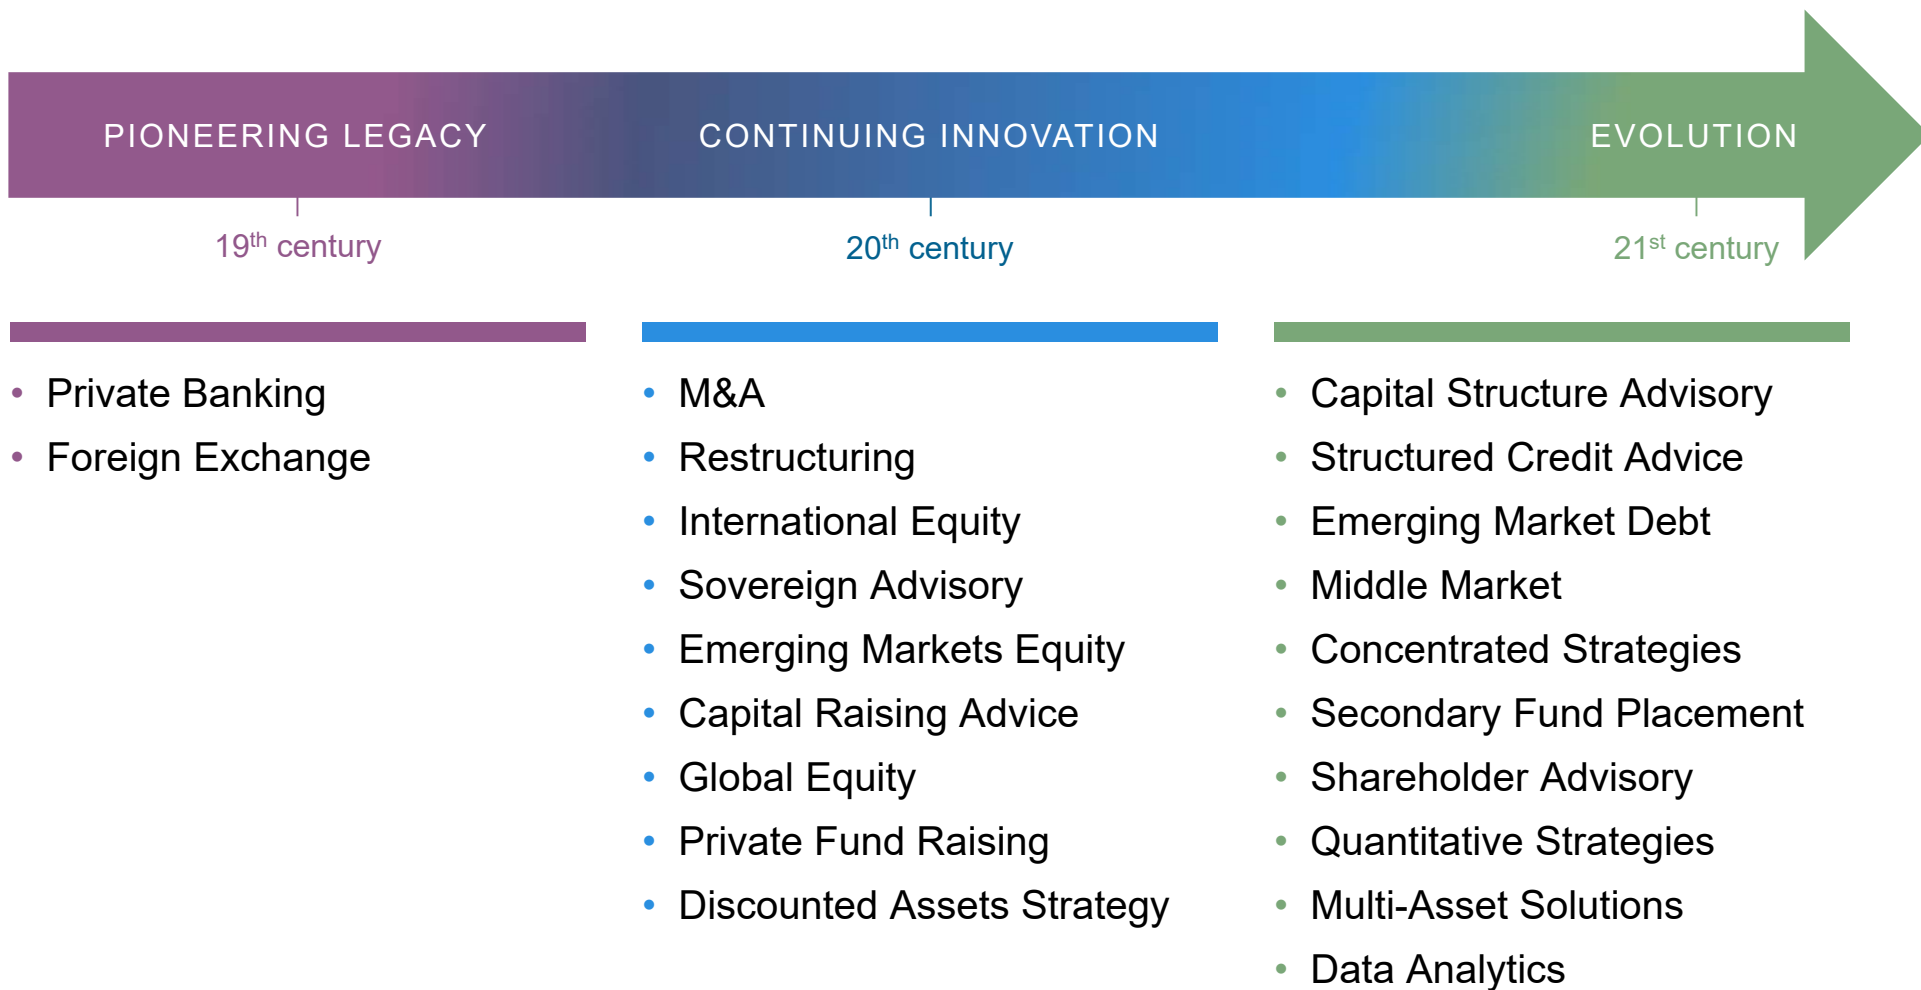 PIONEERING LEGACY
CONTINUING INNOVATION
EVOLUTION
19th century
20th century
21st century
• Private Banking
• Foreign Exchange
• M&A
• Restructuring
• International Equity
• Sovereign Advisory
• Emerging Markets Equity
• Capital Raising Advice
• Global Equity
• Private Fund Raising
• Discounted Assets Strategy
• Capital Structure Advisory
• Structured Credit Advice
• Emerging Market Debt
• Middle Market
• Concentrated Strategies
• Secondary Fund Placement
• Shareholder Advisory
• Quantitative Strategies
• Multi-Asset Solutions
• Data Analytics